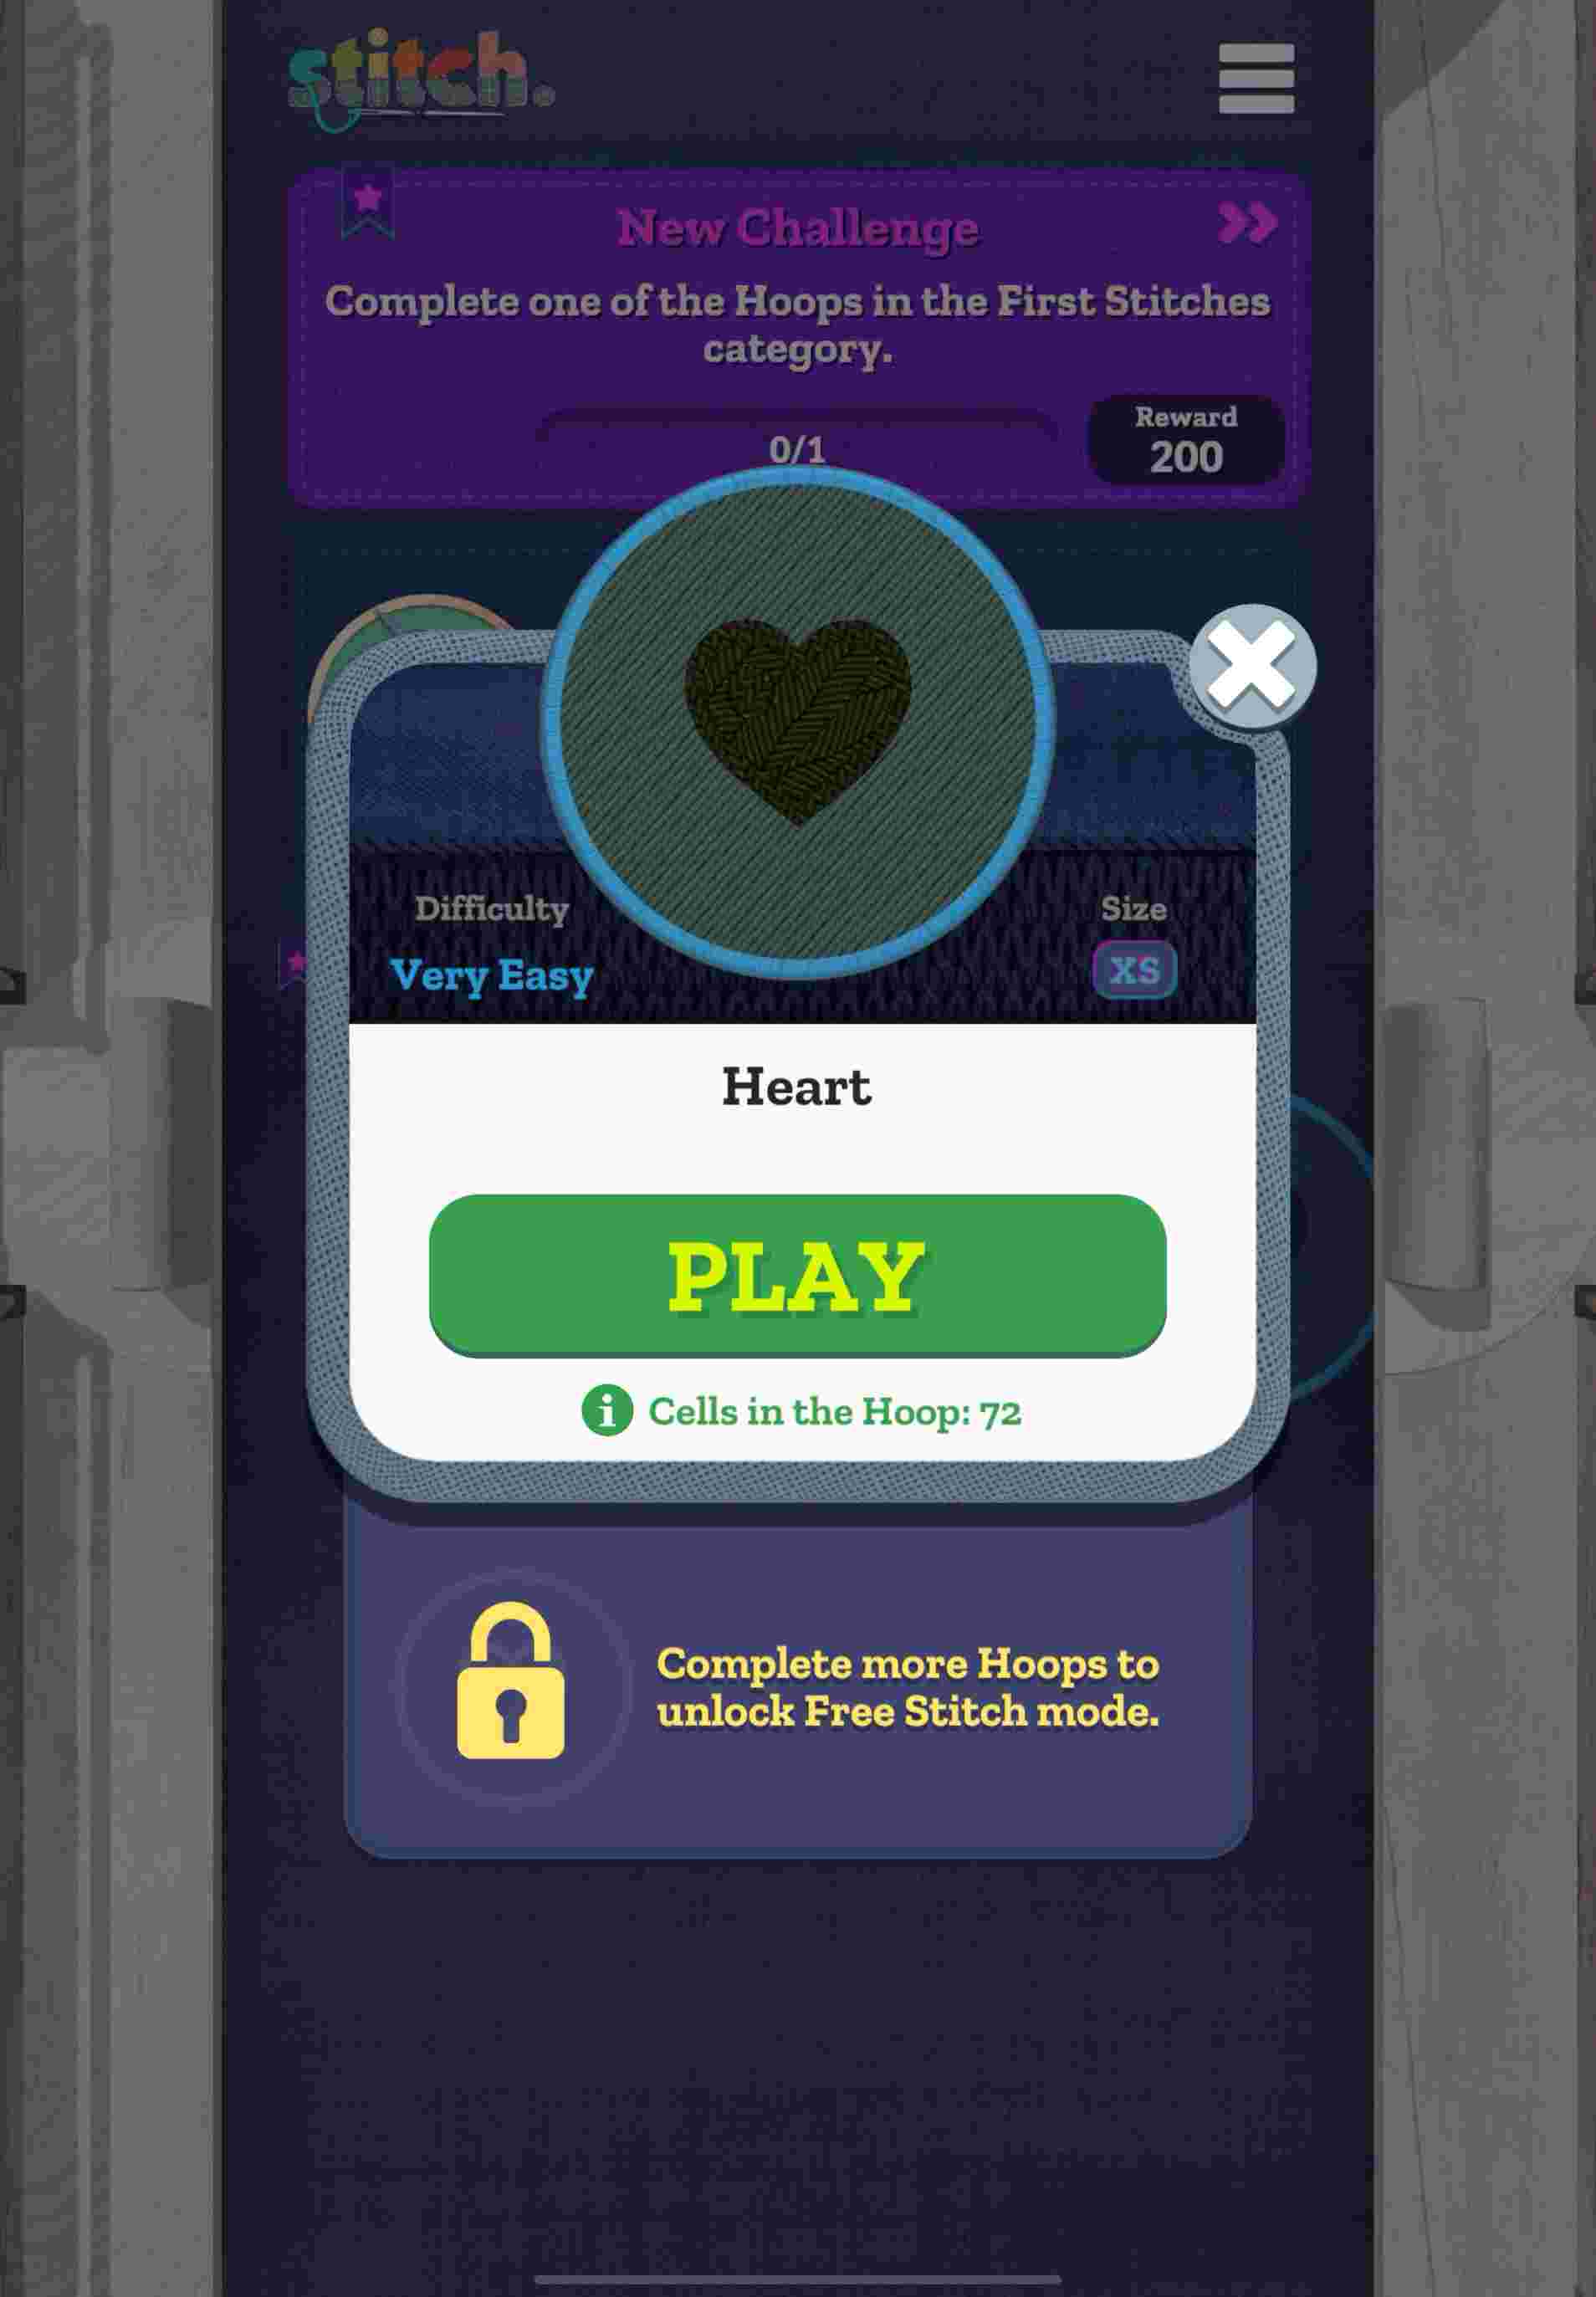 stitch.
New Challenge
Complete one of the Hoops in the First Stitches
category.
0/1
Reward
200
Difficulty
Very Easy
Size
XS
Heart
PLAY
i Cells in the Hoop: 72
Complete more Hoops to
unlock Free Stitch mode.